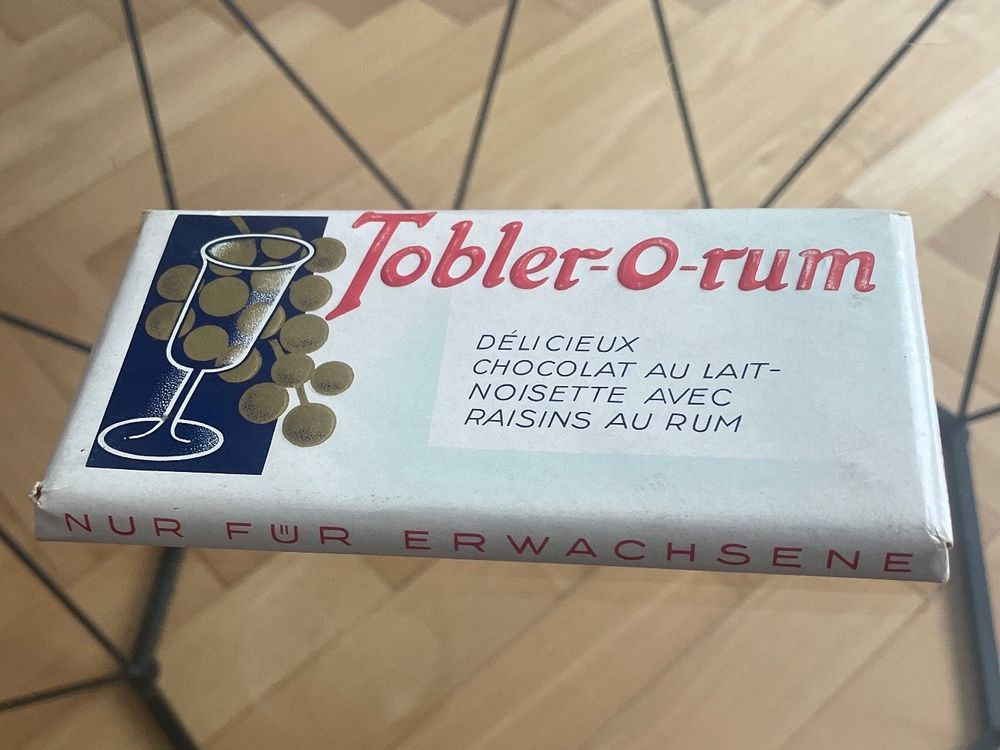 Tobler-o-rum
DÉLICIEUX
CHOCOLAT AU LAIT-
NOISETTE AVEC
RAISINS AU RUM
NUR FÜR ERWACHSENE